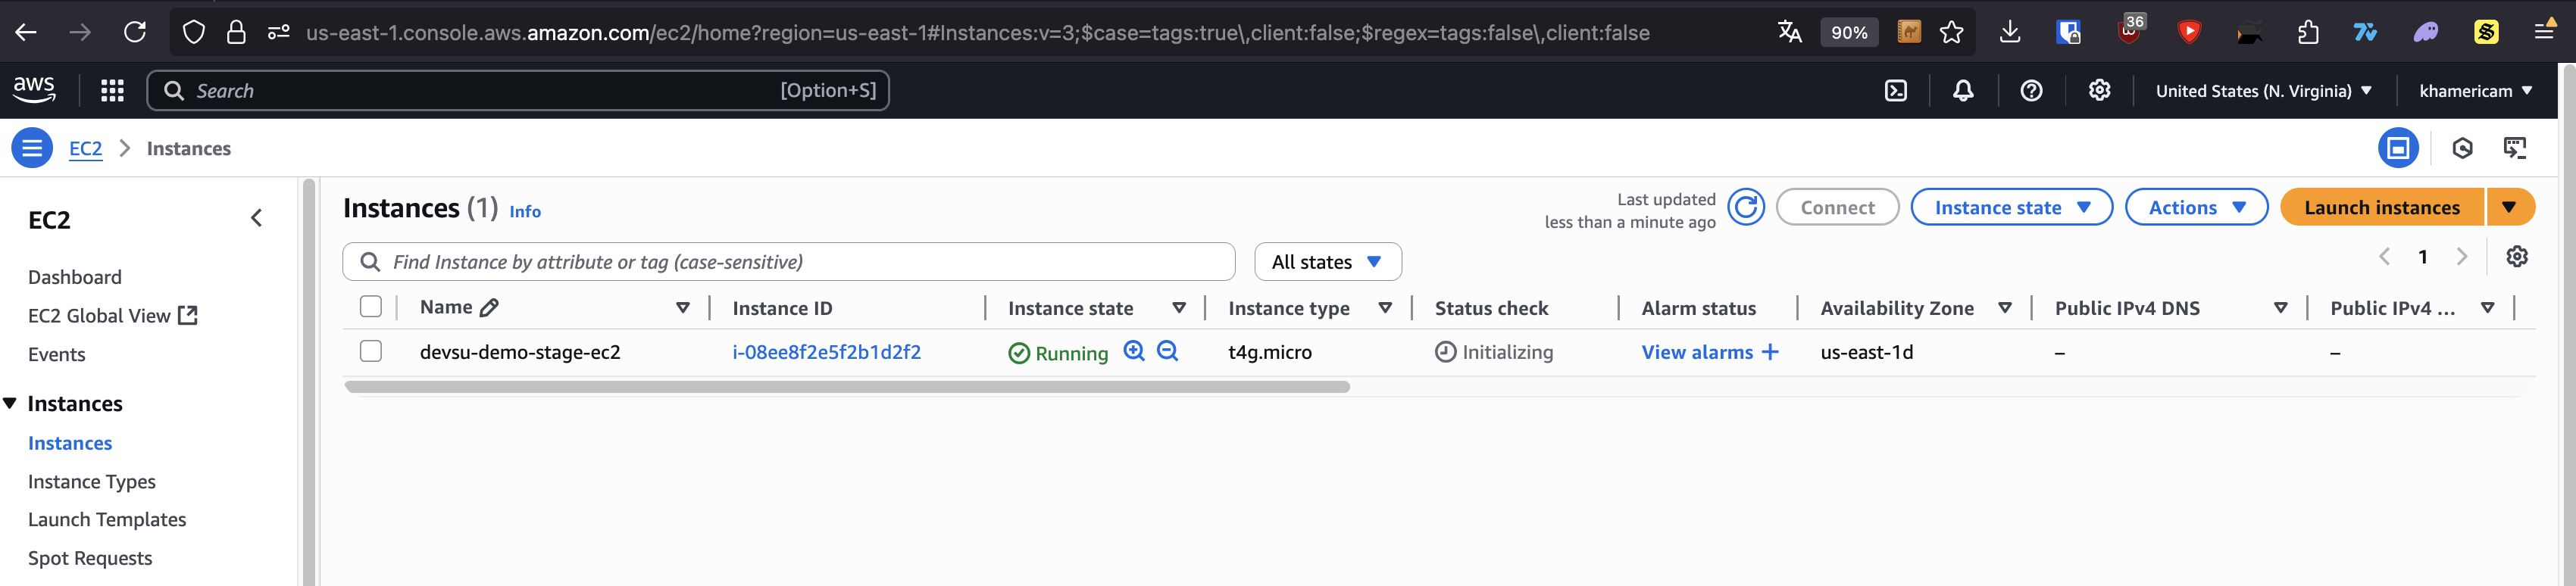 us-east-1.console.aws.amazon.com/ec2/home?region=us-east-1#Instances:v=3;$case=tags:true\,client:false;$regex=tags:false\,client:false
90%
36
aws
Search
[Option+S]
United States (N. Virginia)
khamericam
EC2
Instances
EC2
Dashboard
EC2 Global View
Events
Instances
Instances
Instance Types
Launch Templates
Spot Requests
Instances (1) Info
Last updated
less than a minute ago
Connect
Instance state
Actions
Launch instances
Find Instance by attribute or tag (case-sensitive)
All states
1
Name
Instance ID
Instance state
Instance type
Status check
Alarm status
Availability Zone
Public IPv4 DNS
Public IPv4 ...
devsu-demo-stage-ec2
i-08ee8f2e5f2b1d2f2
Running
t4g.micro
Initializing
View alarms +
us-east-1d
–
–